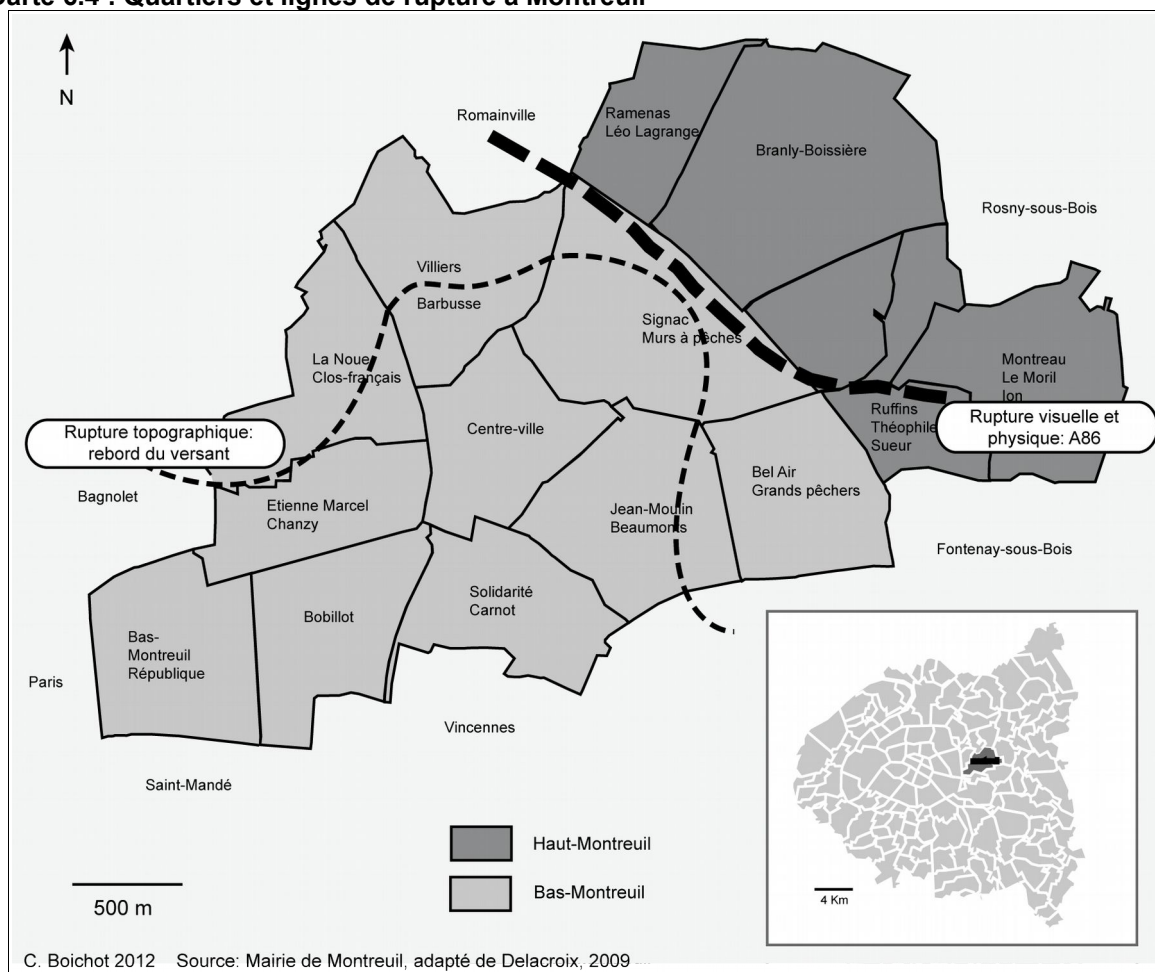 Carte 6.4 : Quartiers et lignes de rupture à Montreuil
N
Romainville
Ramenas
Léo Lagrange
Branly-Boissière
Rosny-sous-Bois
Villiers
Barbusse
Signac
Murs à pêches
La Noue
Clos-français
Montreau
Le Moril
lon
Ruffins
Théophile
Sueur
Rupture visuelle et
physique: A86
Rupture topographique:
rebord du versant
Centre-ville
Bel Air
Grands pêchers
Bagnolet
Etienne Marcel
Chanzy
Jean-Moulin
Beaumonts
Fontenay-sous-Bois
Solidarité
Carnot
Bobillot
Bas-
Montreuil
République
Paris
Vincennes
Saint-Mandé
Haut-Montreuil
Bas-Montreuil
500 m
4 Km
C. Boichot 2012 Source: Mairie de Montreuil, adapté de Delacroix, 2009